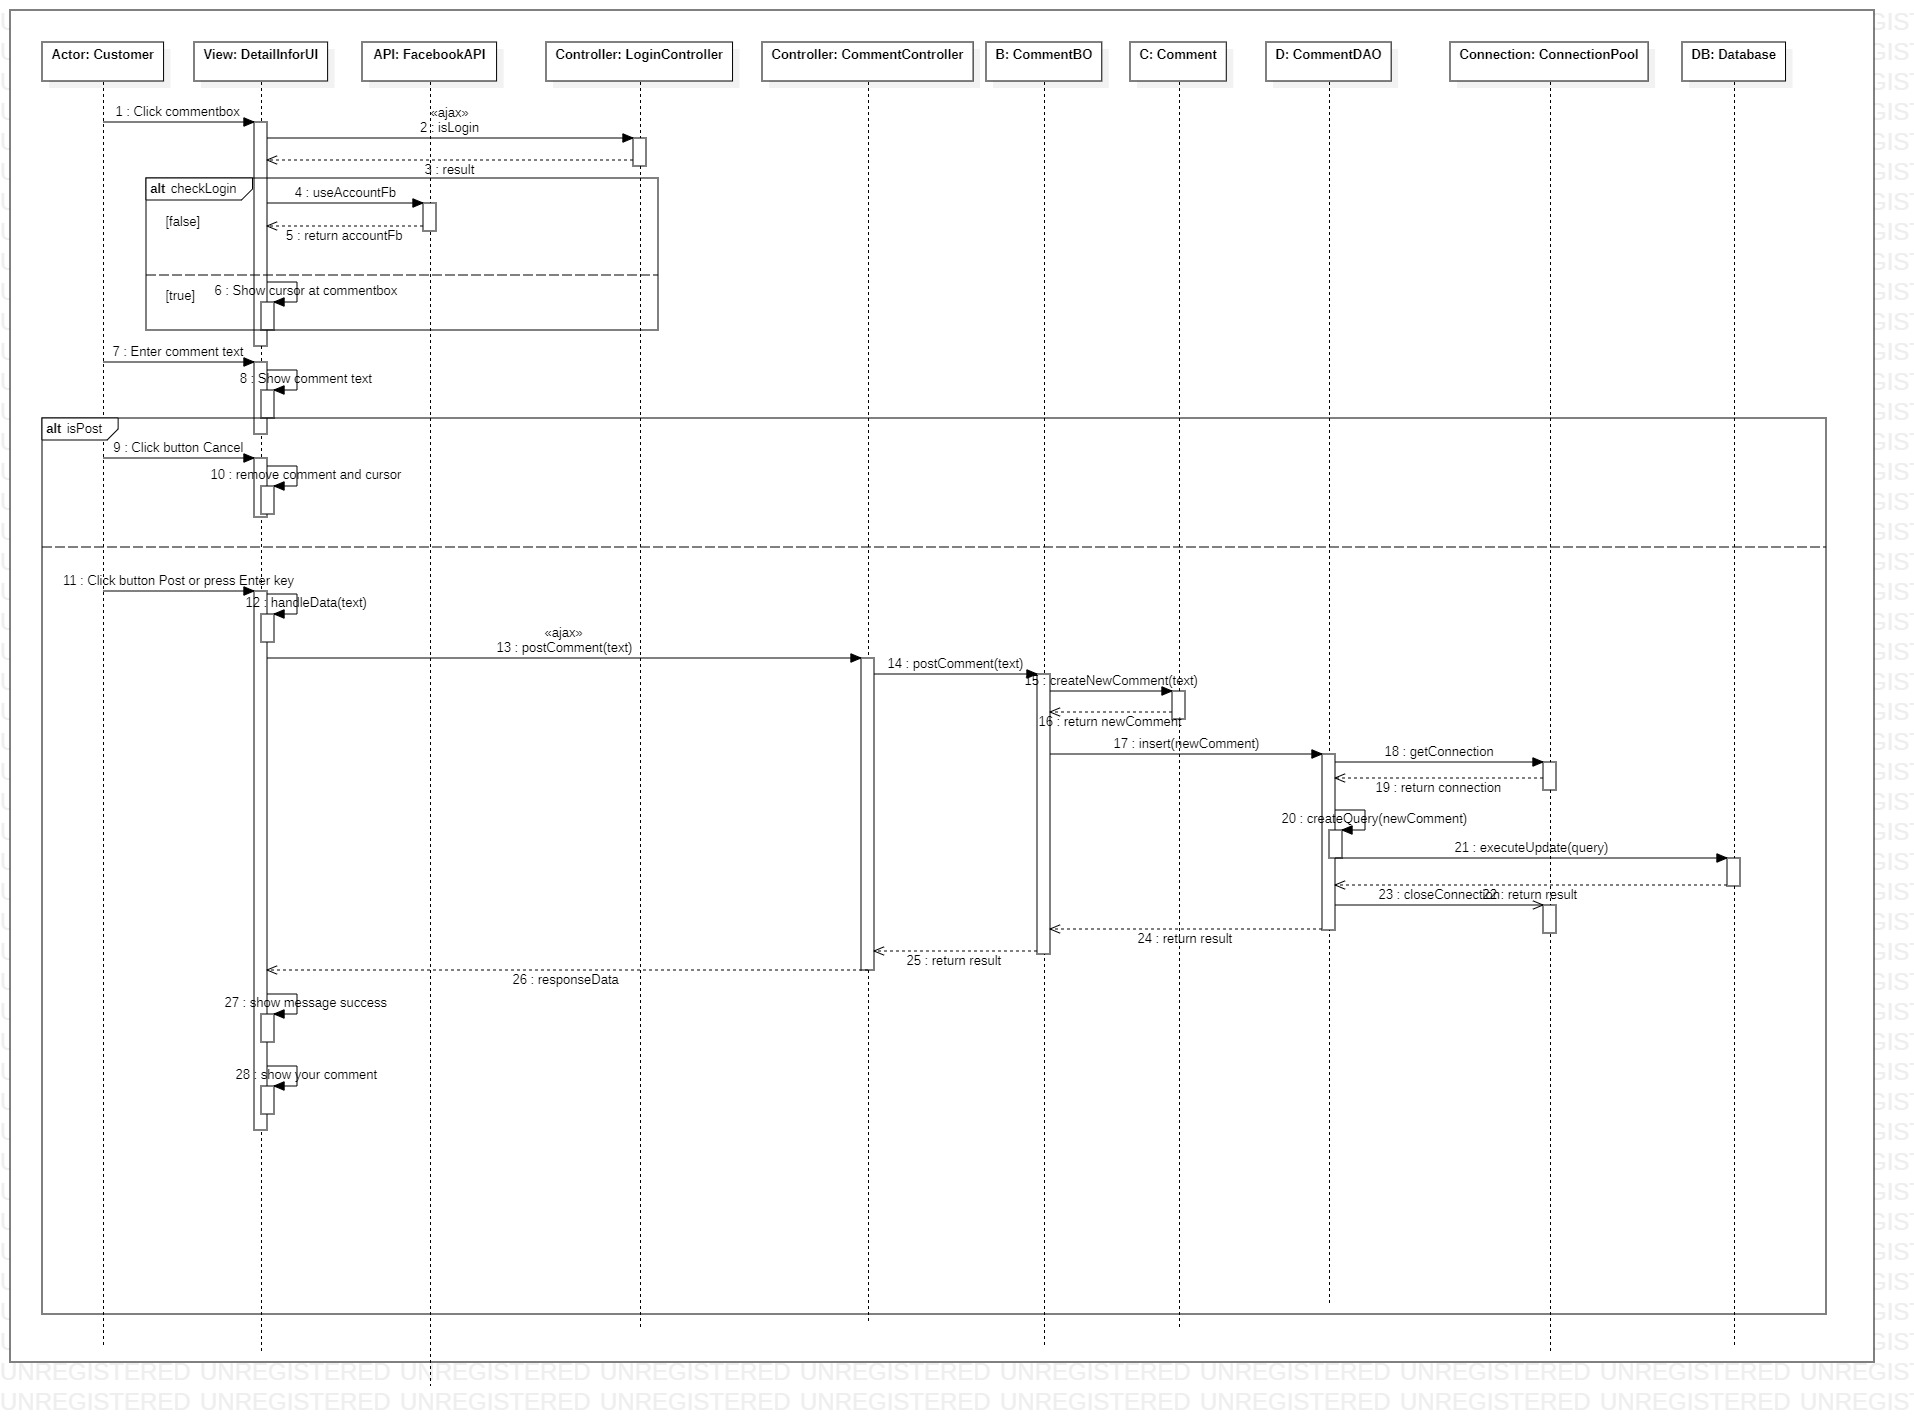 Actor: Customer
View: DetailInforUI
API: FacebookAPI
Controller: LoginController
Controller: CommentController
B: CommentBO
C: Comment
D: CommentDAO
Connection: ConnectionPool
DB: Database
1 : Click commentbox
«ajax»
2 : isLogin
3 : result
alt checkLogin
4 : useAccountFb
[false]
5 : return accountFb
[true]
6 : Show cursor at commentbox
7 : Enter comment text
8 : Show comment text
alt isPost
9 : Click button Cancel
10 : remove comment and cursor
11 : Click button Post or press Enter key
12 : handleData(text)
«ajax»
13 : postComment(text)
14 : postComment(text)
15 : createNewComment(text)
16 : return newComment
17 : insert(newComment)
18 : getConnection
19 : return connection
20 : createQuery(newComment)
21 : executeUpdate(query)
23 : closeConnection
22 : return result
24 : return result
25 : return result
26 : responseData
27 : show message success
28 : show your comment
UNREGISTERED UNREGISTERED UNREGISTERED UNREGISTERED UNREGISTERED UNREGISTERED UNREGISTERED UNREGISTERED UNREGISTERED UNREGIS
UNREGISTERED UNREGISTERED UNREGISTERED UNREGISTERED UNREGISTERED UNREGISTERED UNREGISTERED UNREGISTERED UNREGISTERED UNREGIS